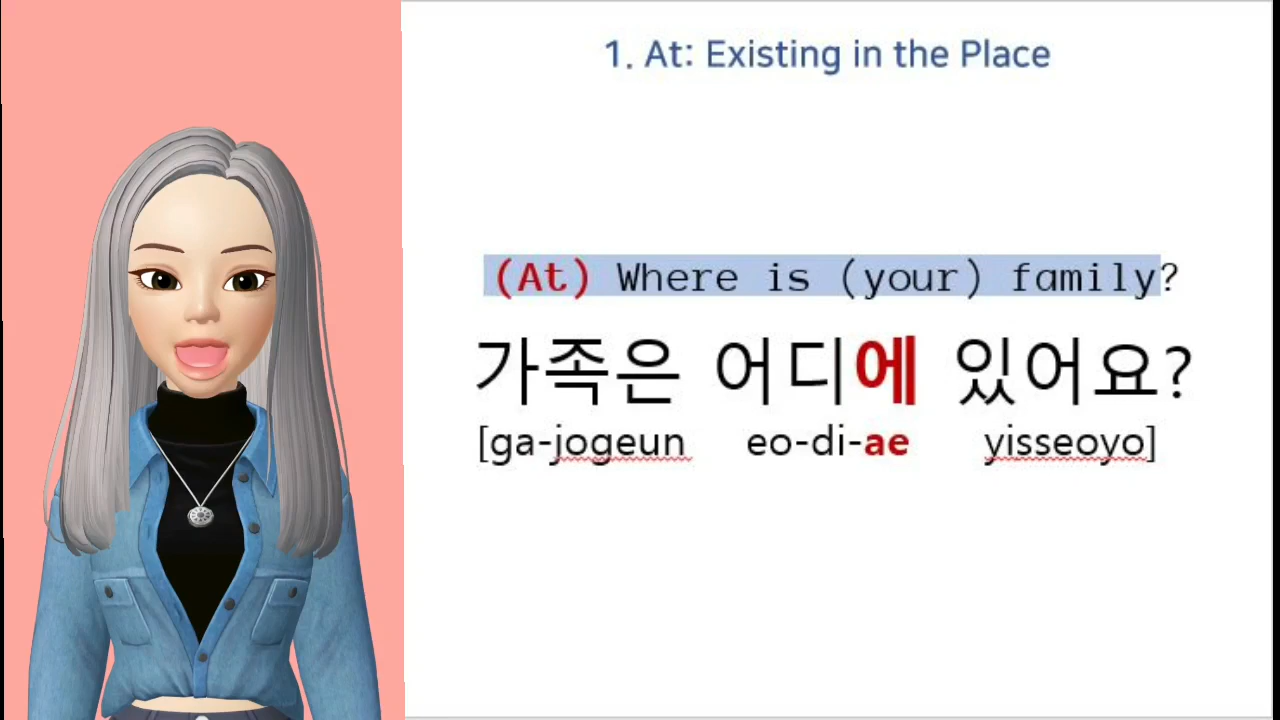 1. At: Existing in the Place
(At) Where is (your) family?
가족은 어디에 있어요?
[ga-jogeun eo-di-ae yisseoyo]